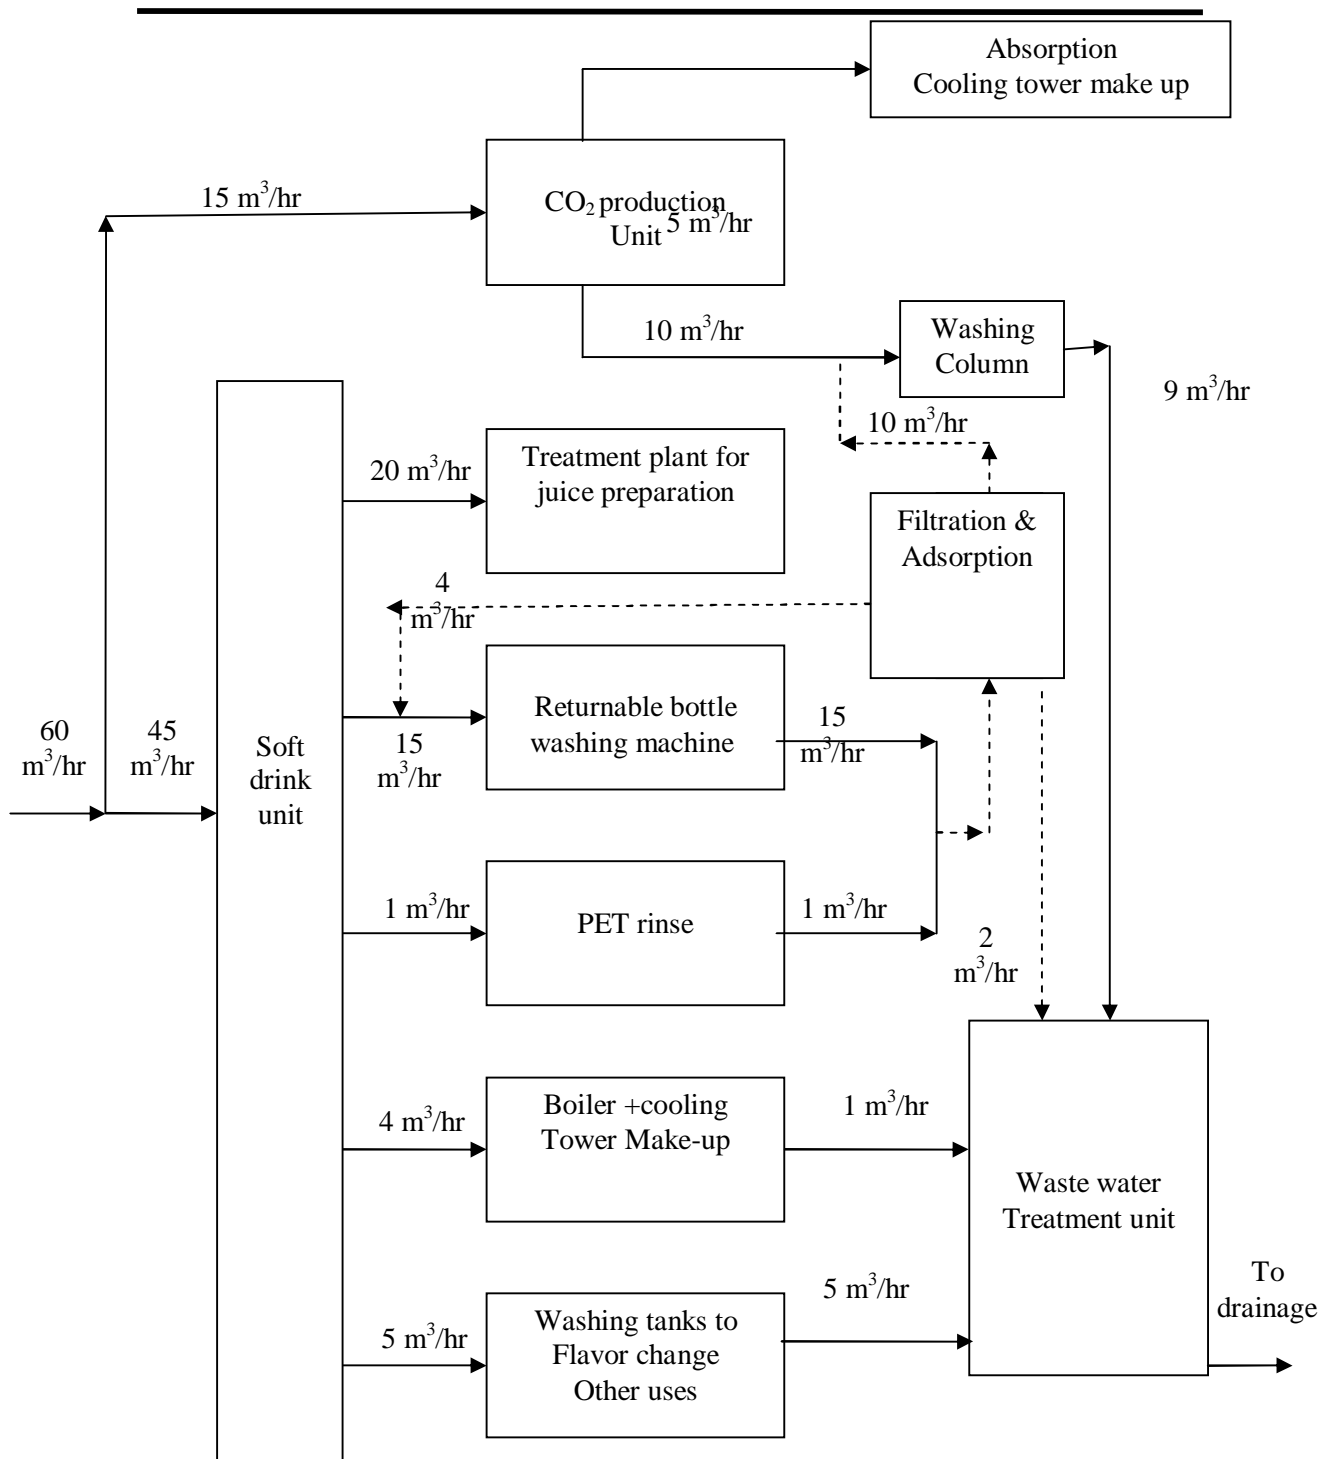 Absorption
Cooling tower make up
15 m³/hr
CO₂ production
Unit
5 m³/hr
10 m³/hr
Washing
Column
9 m³/hr
10 m³/hr
20 m³/hr
Treatment plant for
juice preparation
Filtration &
Adsorption
4
m³/hr
60
m³/hr
45
m³/hr
Soft
drink
unit
15
m³/hr
Returnable bottle
washing machine
15
m³/hr
1 m³/hr
PET rinse
1 m³/hr
2
m³/hr
4 m³/hr
Boiler +cooling
Tower Make-up
1 m³/hr
Waste water
Treatment unit
5 m³/hr
Washing tanks to
Flavor change
Other uses
5 m³/hr
To
drainage